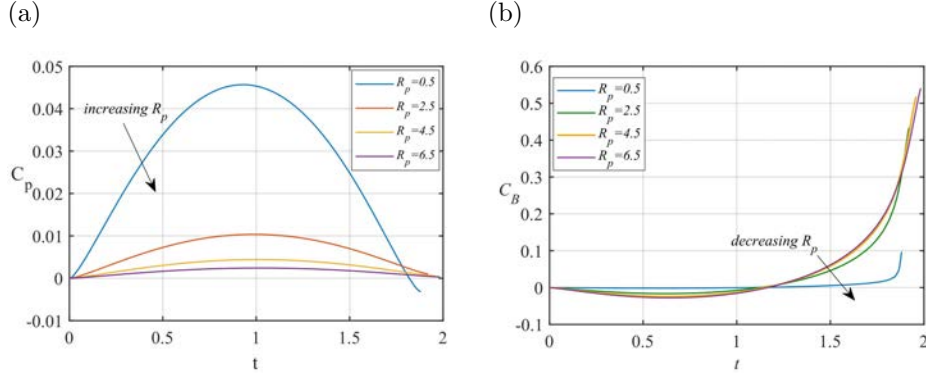 (a)
0.05
0.04
0.03
C_p
0.02
0.01
0
-0.01
increasing R_p
R_p=0.5
R_p=2.5
R_p=4.5
R_p=6.5
0
0.5
1
1.5
2
t
(b)
0.6
0.5
0.4
0.3
C_B
0.2
0.1
0
-0.1
R_p=0.5
R_p=2.5
R_p=4.5
R_p=6.5
decreasing R_p
0
0.5
1
1.5
2
t